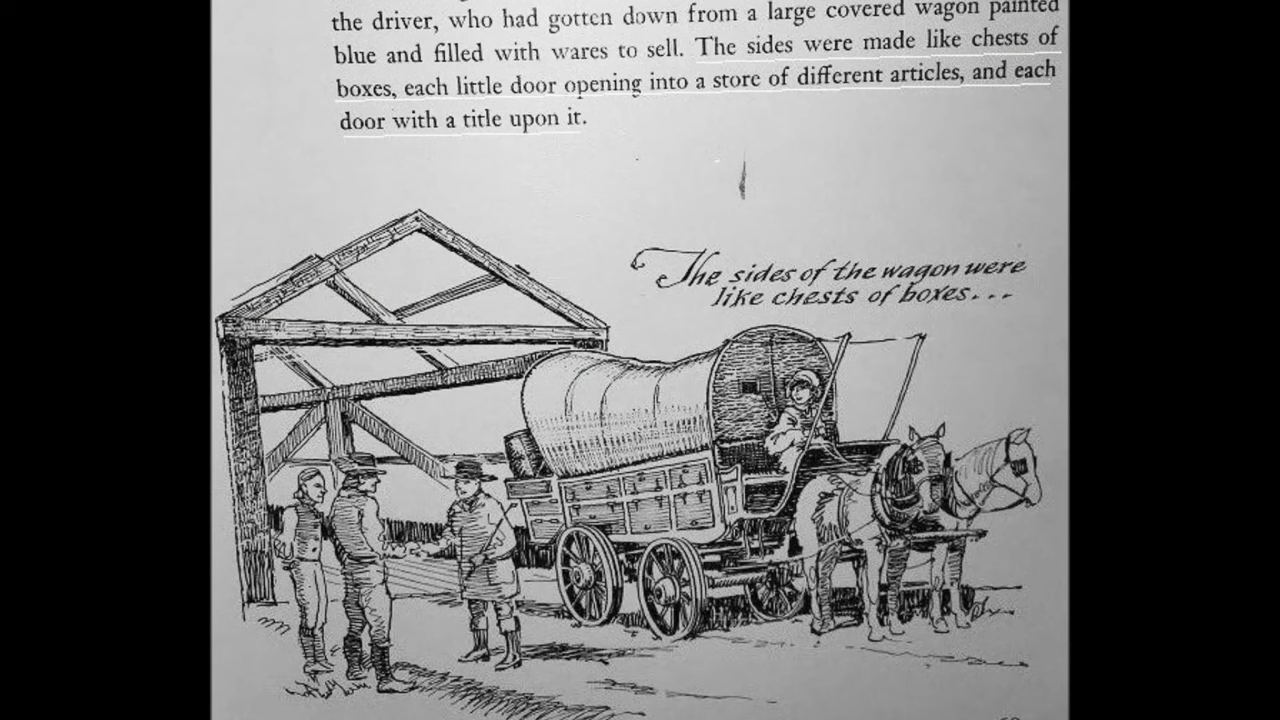 the driver, who had gotten down from a large covered wagon painted
blue and filled with wares to sell. The sides were made like chests of
boxes, each little door opening into a store of different articles, and each
door with a title upon it.
The sides of the wagon were
like chests of boxes...